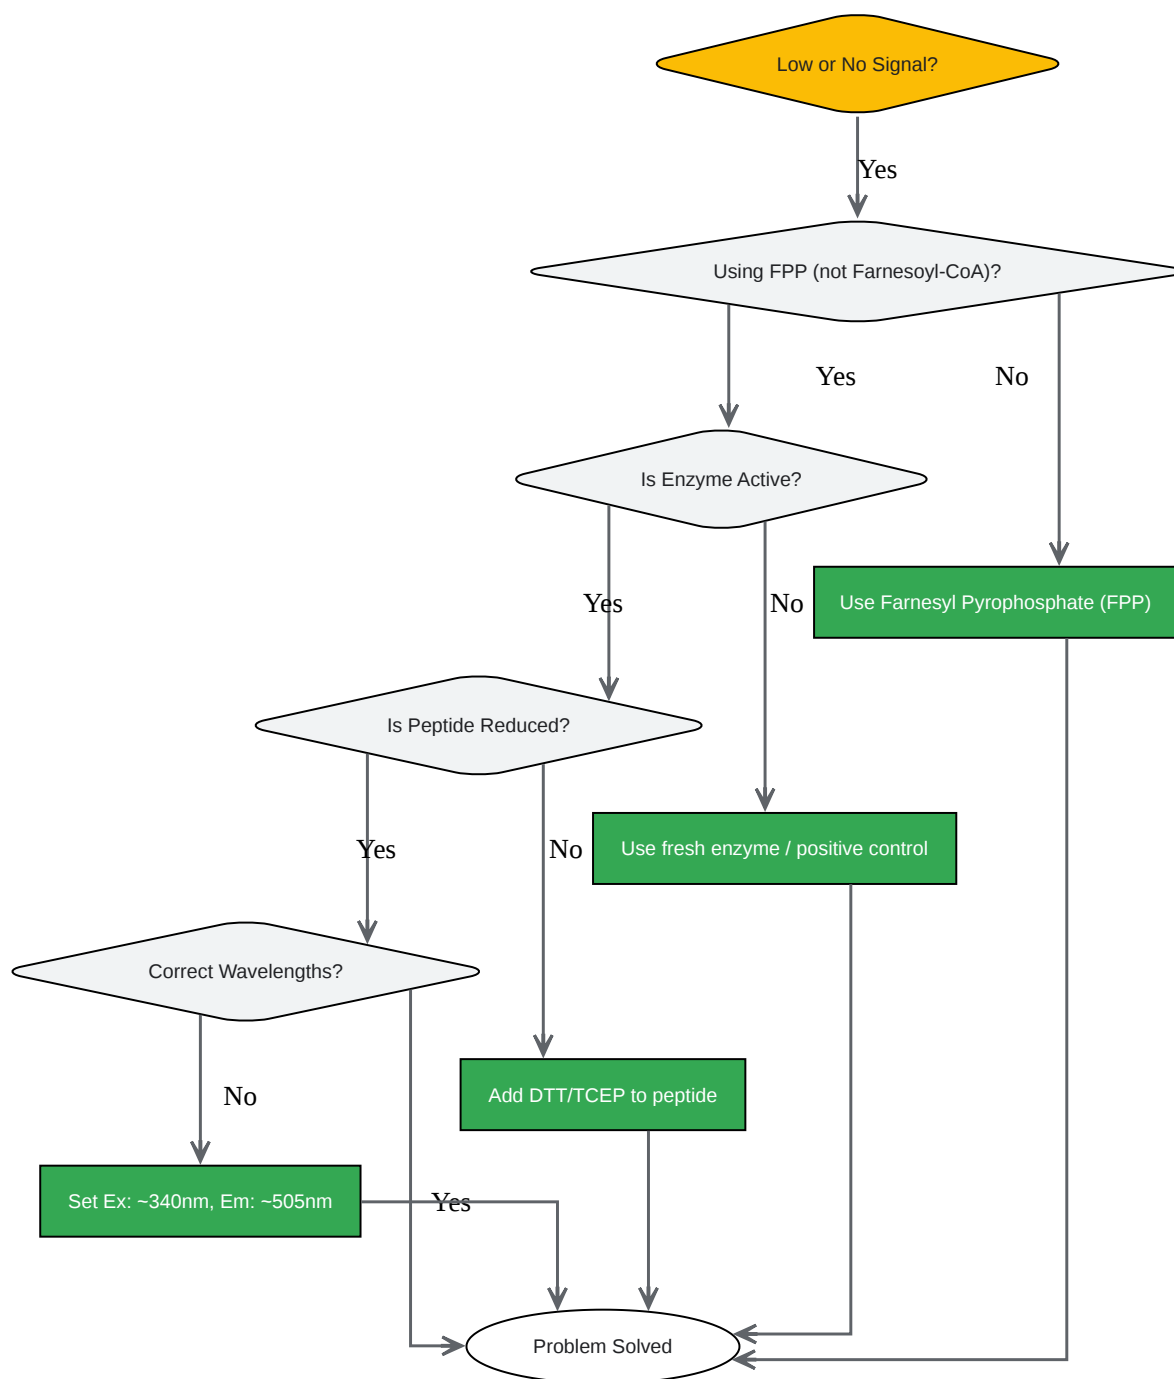 Low or No Signal?
Yes
Using FPP (not Farnesoyl-CoA)?
Yes
No
Is Enzyme Active?
Yes
No
Use Farnesyl Pyrophosphate (FPP)
Is Peptide Reduced?
Yes
No
Use fresh enzyme / positive control
Correct Wavelengths?
No
Add DTT/TCEP to peptide
Set Ex: ~340nm, Em: ~505nm
Yes
Problem Solved